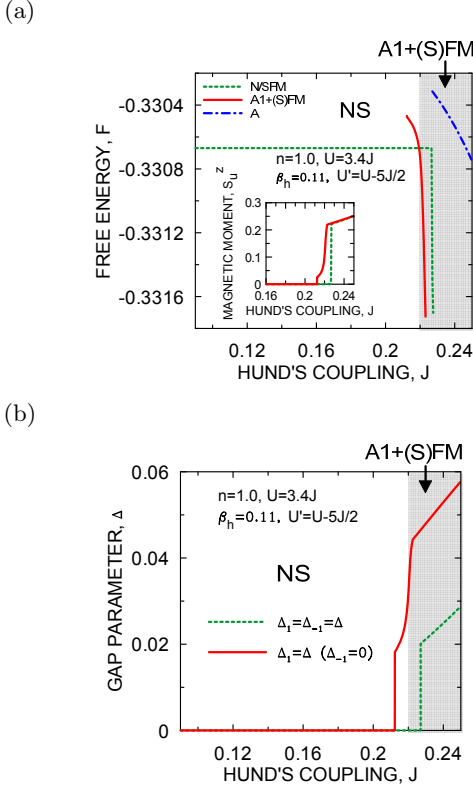 (a)
A1+(S)FM
N/SFM
A1+(S)FM
A
NS
n=1.0, U=3.4J
β_h=0.11, U'=U-5J/2
FREE ENERGY, F
-0.3304
-0.3308
-0.3312
-0.3316
MAGNETIC MOMENT, S_u^z
0.3
0.2
0.1
0
0.16 0.20 0.24
HUND'S COUPLING, J
0.12 0.16 0.2 0.24
HUND'S COUPLING, J
(b)
A1+(S)FM
n=1.0, U=3.4J
β_h=0.11, U'=U-5J/2
NS
Δ_1=Δ_{-1}=Δ
Δ_1=Δ (Δ_{-1}=0)
GAP PARAMETER, Δ
0.06
0.04
0.02
0
0.12 0.16 0.2 0.24
HUND'S COUPLING, J